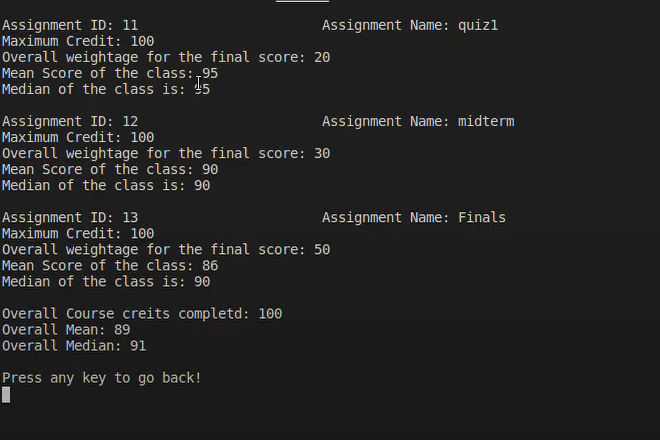 Assignment ID: 11 Assignment Name: quiz1
Maximum Credit: 100
Overall weightage for the final score: 20
Mean Score of the class: 95
Median of the class is: 95

Assignment ID: 12 Assignment Name: midterm
Maximum Credit: 100
Overall weightage for the final score: 30
Mean Score of the class: 90
Median of the class is: 90

Assignment ID: 13 Assignment Name: Finals
Maximum Credit: 100
Overall weightage for the final score: 50
Mean Score of the class: 86
Median of the class is: 90

Overall Course creits completd: 100
Overall Mean: 89
Overall Median: 91

Press any key to go back!